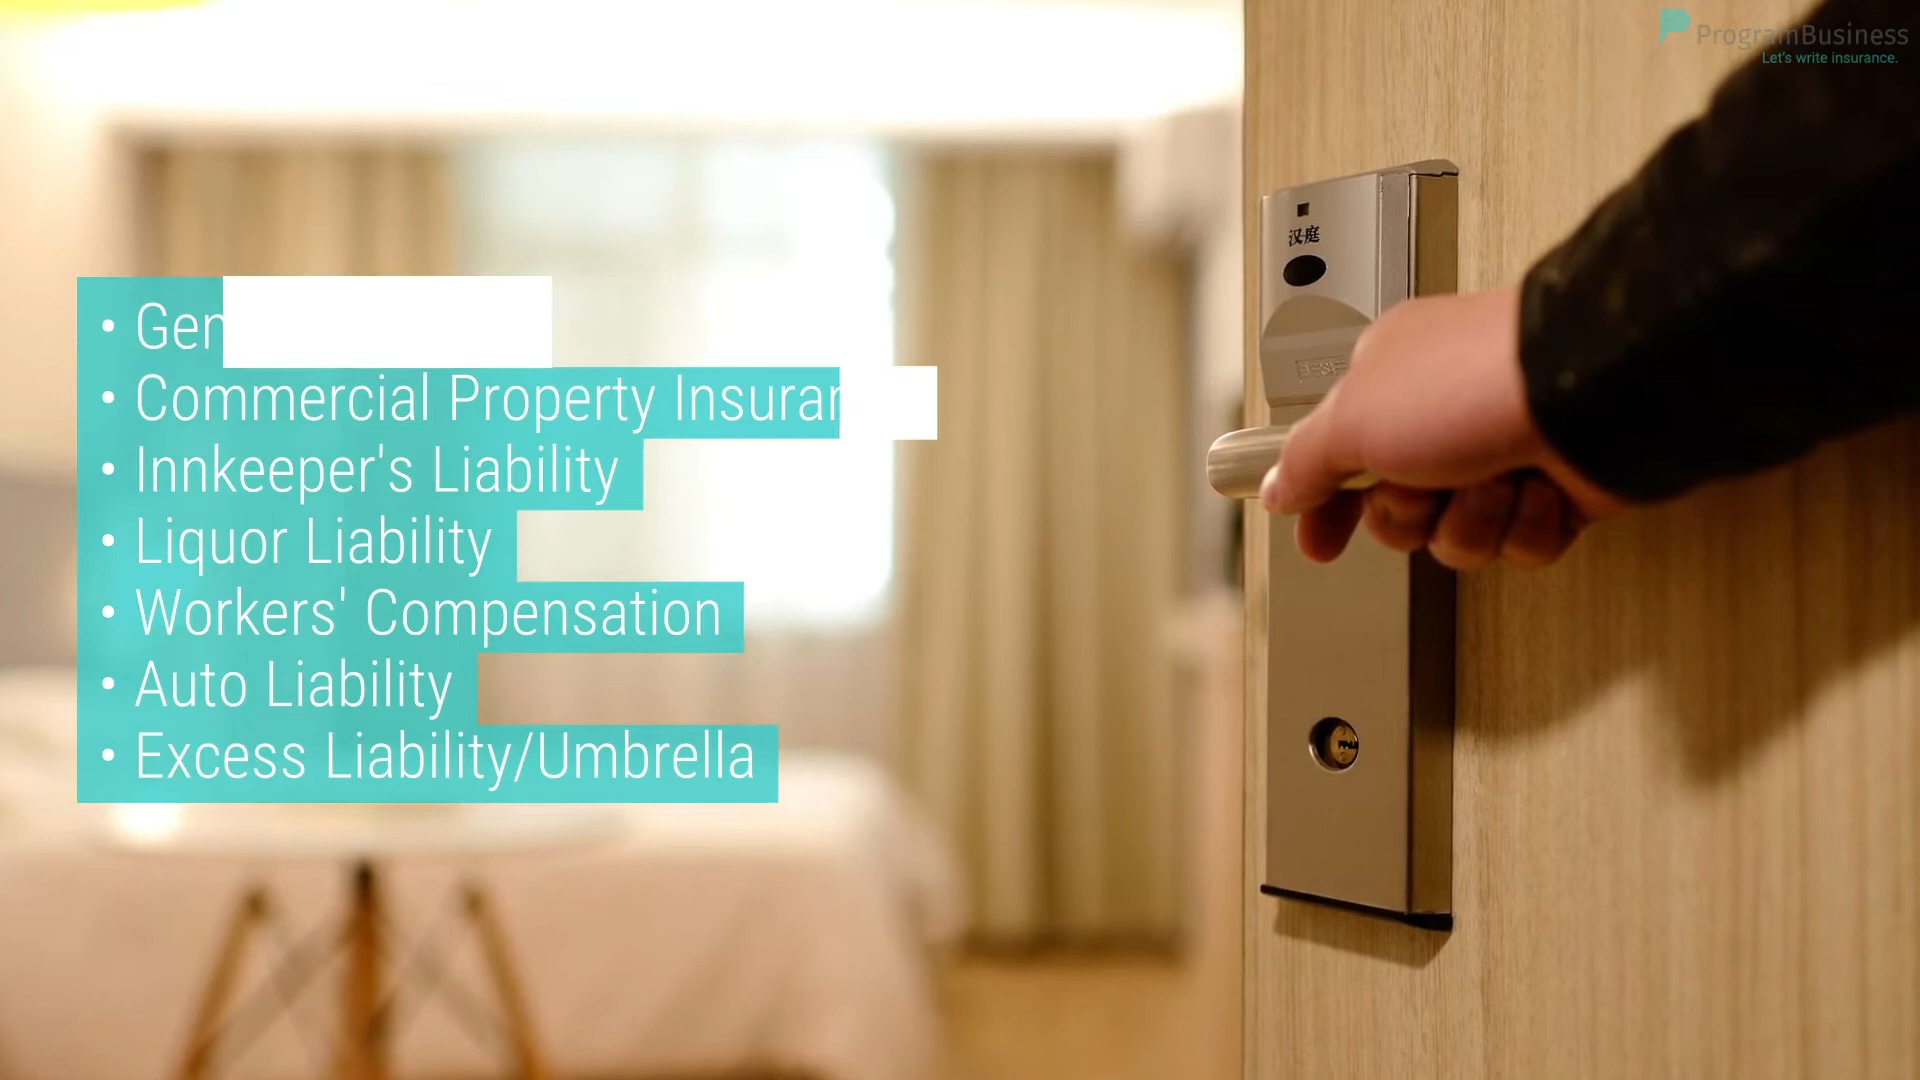 ProgramBusiness
Let's write insurance.
汉庭
• Gen
• Commercial Property Insuran
• Innkeeper's Liability
• Liquor Liability
• Workers' Compensation
• Auto Liability
• Excess Liability/Umbrella